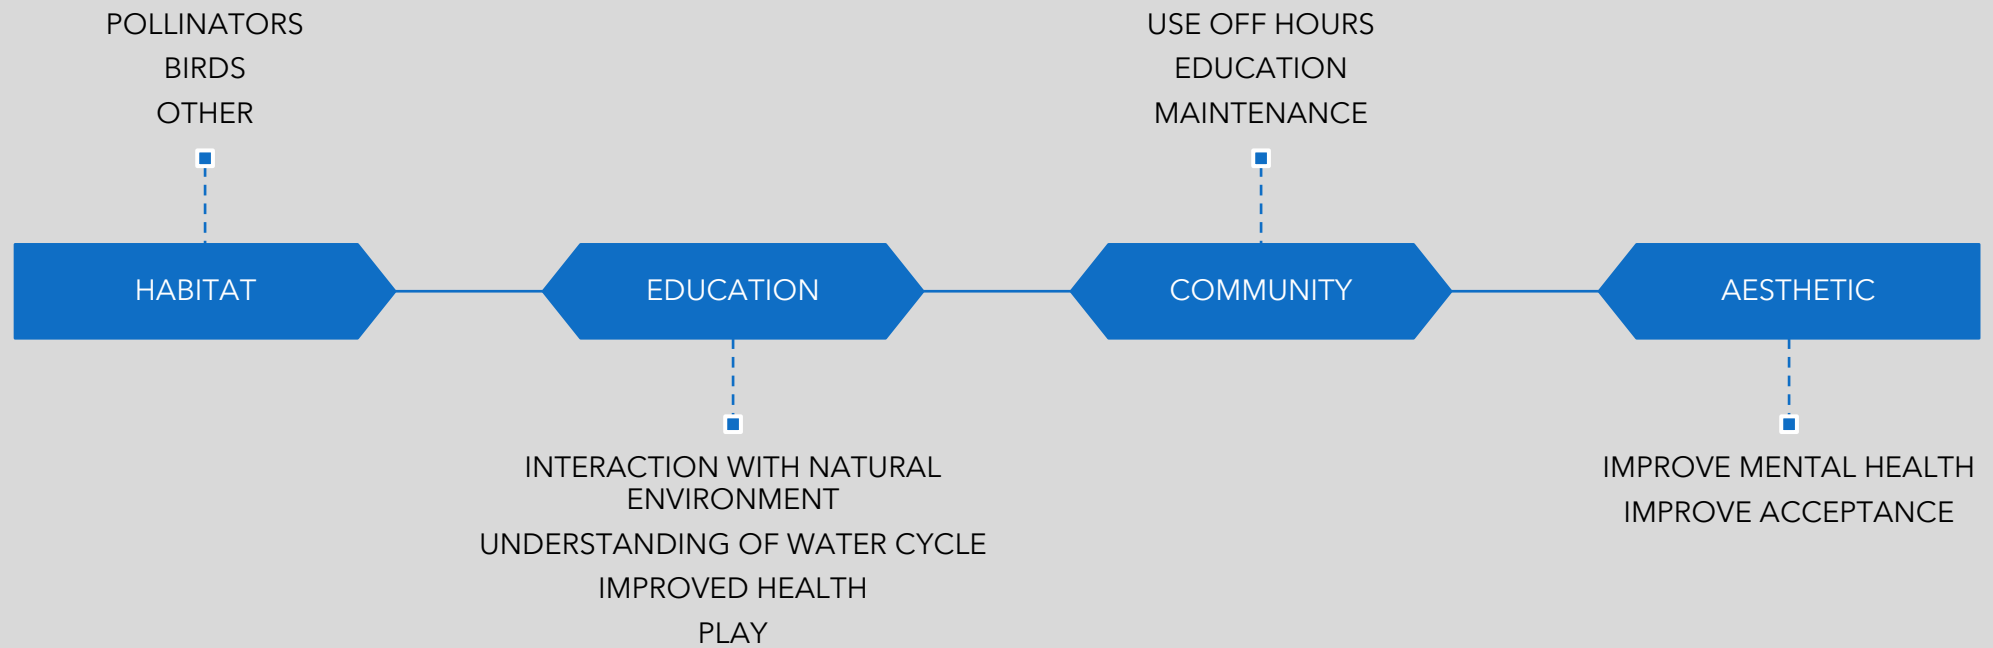 POLLINATORS
BIRDS
OTHER
USE OFF HOURS
EDUCATION
MAINTENANCE
HABITAT
EDUCATION
COMMUNITY
AESTHETIC
INTERACTION WITH NATURAL
ENVIRONMENT
UNDERSTANDING OF WATER CYCLE
IMPROVED HEALTH
PLAY
IMPROVE MENTAL HEALTH
IMPROVE ACCEPTANCE